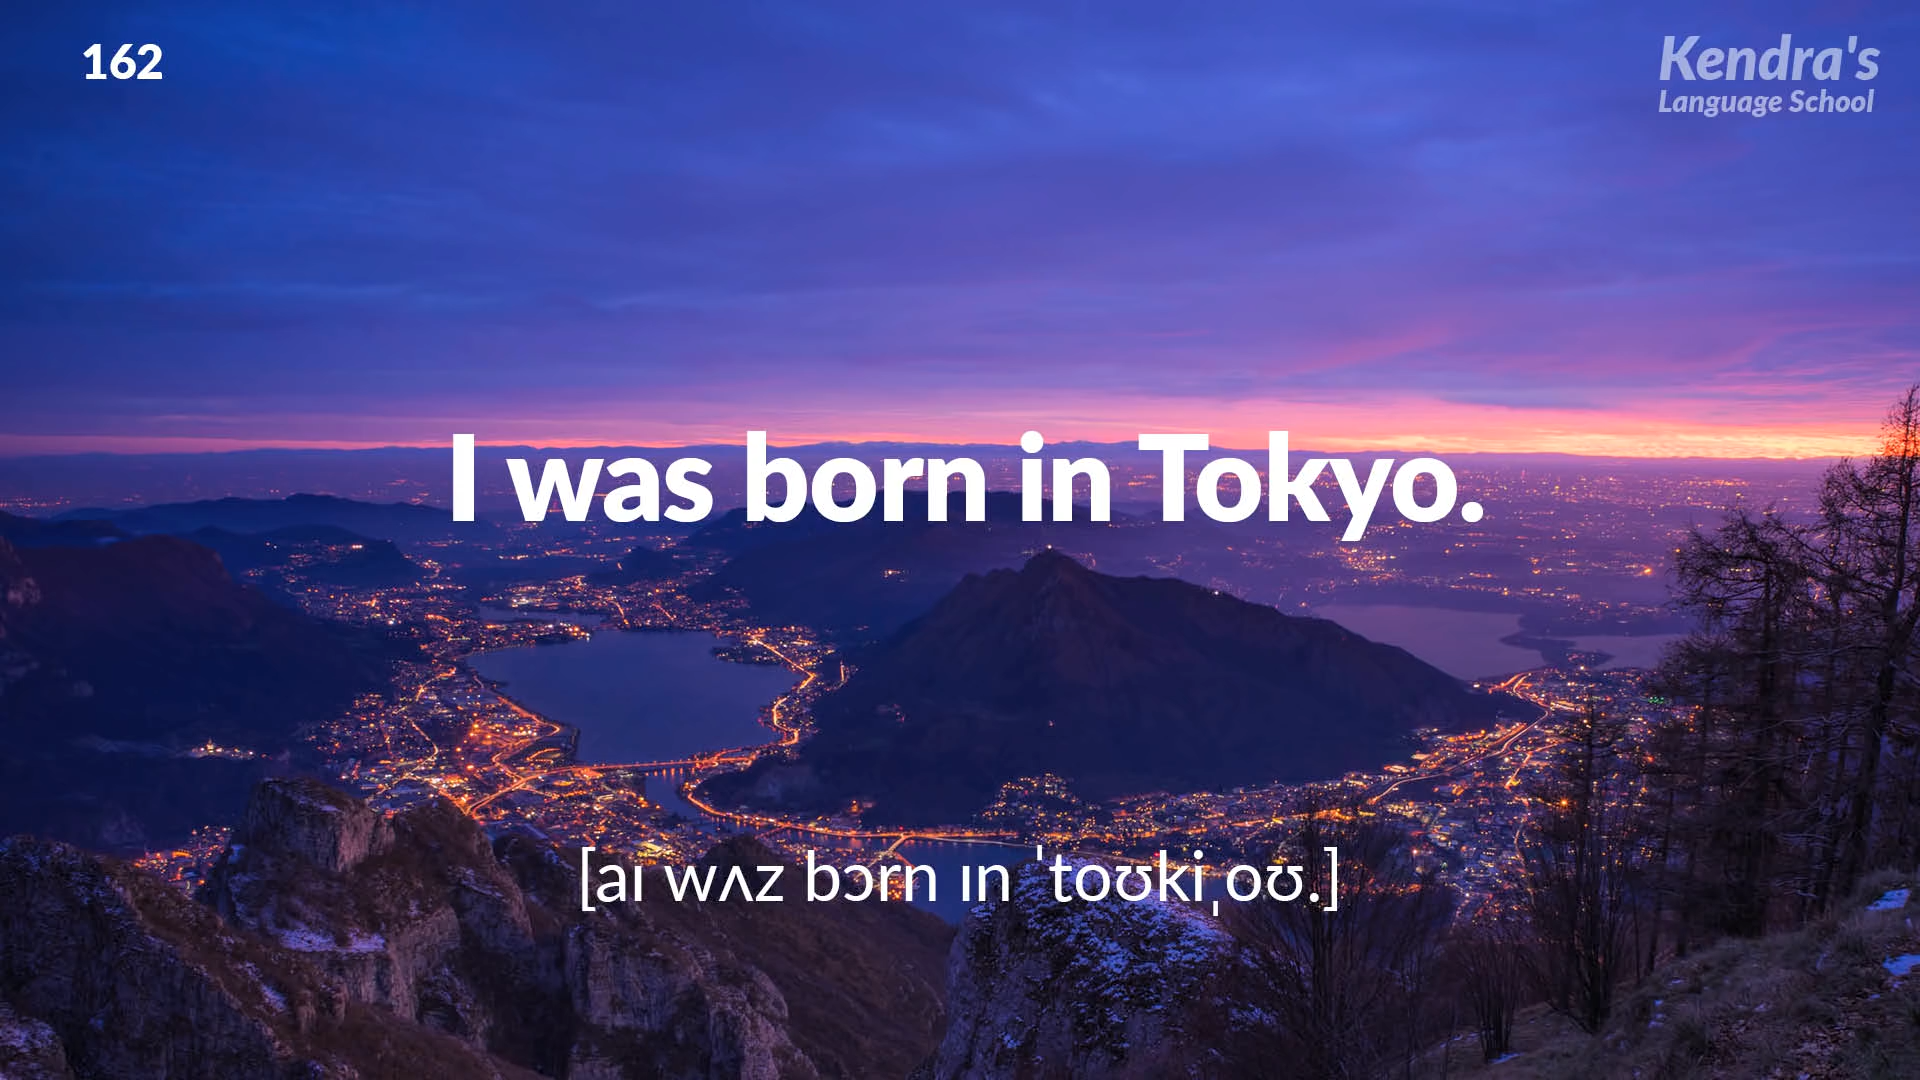 162
Kendra's
Language School
I was born in Tokyo.
[aɪ wʌz bɔrn ɪn ˈtoʊkiˌoʊ.]